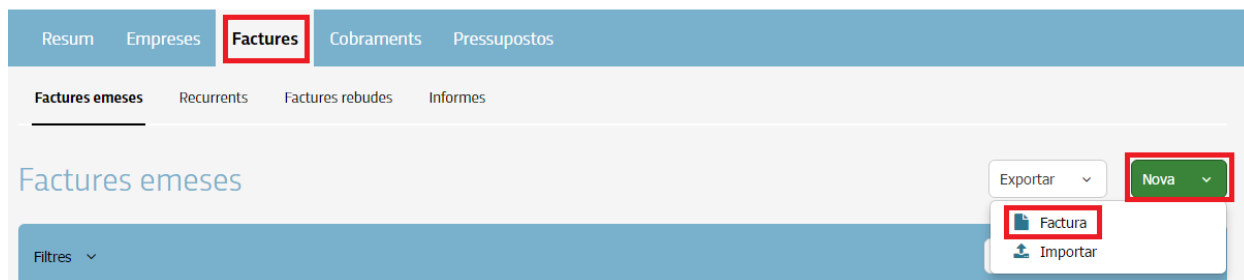 Resum Empreses Factures Cobraments Pressupostos
Factures emeses Recurrents Factures rebudes Informes
Factures emeses Exportar Nova
Factura
Filtres Importar